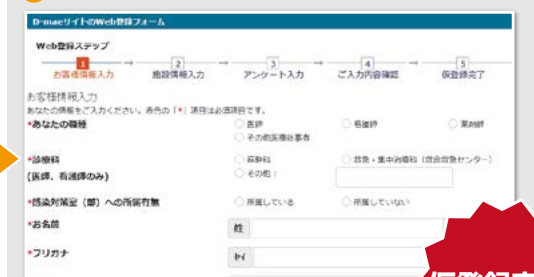 D-maeサイトのWeb登録フォーム
Web登録ステップ
1 → 2 → 3 → 4 → 5
お客様情報入力 施設情報入力 アンケート入力 ご入力内容確認 仮登録完了
お客様情報入力
あなたの情報をご入力ください。赤色の「*」項目は必須項目です。
*あなたの職種 医師 看護師 薬剤師
その他医療従事者
*診療科 麻酔科 救急・集中治療科（救命救急センター）
(医師、看護師のみ) その他：
*感染対策室（部）への所属有無 所属している 所属していない
*お名前 姓
*フリガナ セイ